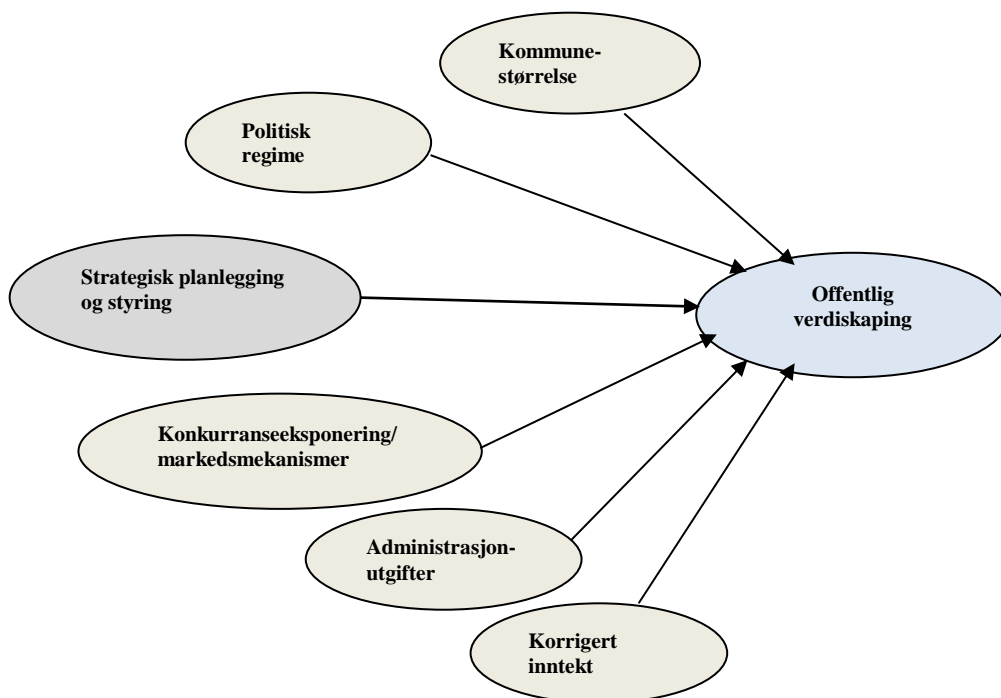 Kommune-
størrelse
Politisk
regime
Strategisk planlegging
og styring
Offentlig
verdiskaping
Konkurranseeksponering/
markedsmekanismer
Administrasjon-
utgifter
Korrigert
inntekt